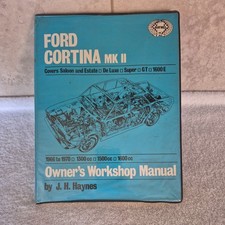 FORD
CORTINA MK II
Covers Saloon and Estate □ De Luxe □ Super □ GT □ 1600E
1966 to 1970 □ 1300cc □ 1500cc □ 1600cc
Owner's Workshop Manual
by J. H. Haynes